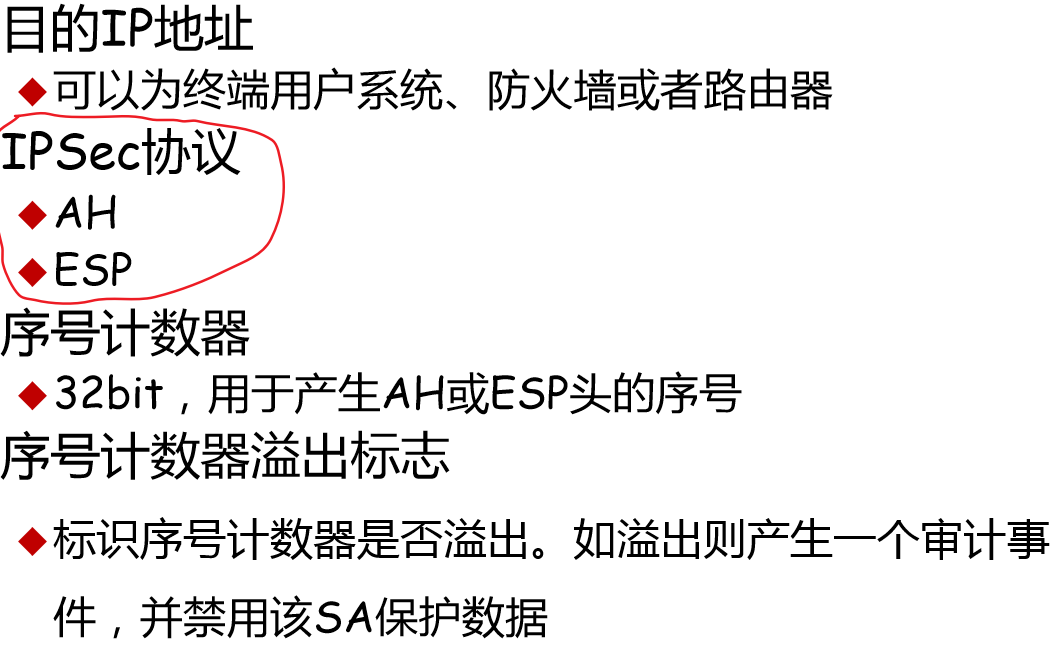 目的IP地址
◆可以为终端用户系统、防火墙或者路由器
IPSec协议
◆AH
◆ESP
序号计数器
◆32bit，用于产生AH或ESP头的序号
序号计数器溢出标志
◆标识序号计数器是否溢出。如溢出则产生一个审计事
件，并禁用该SA保护数据